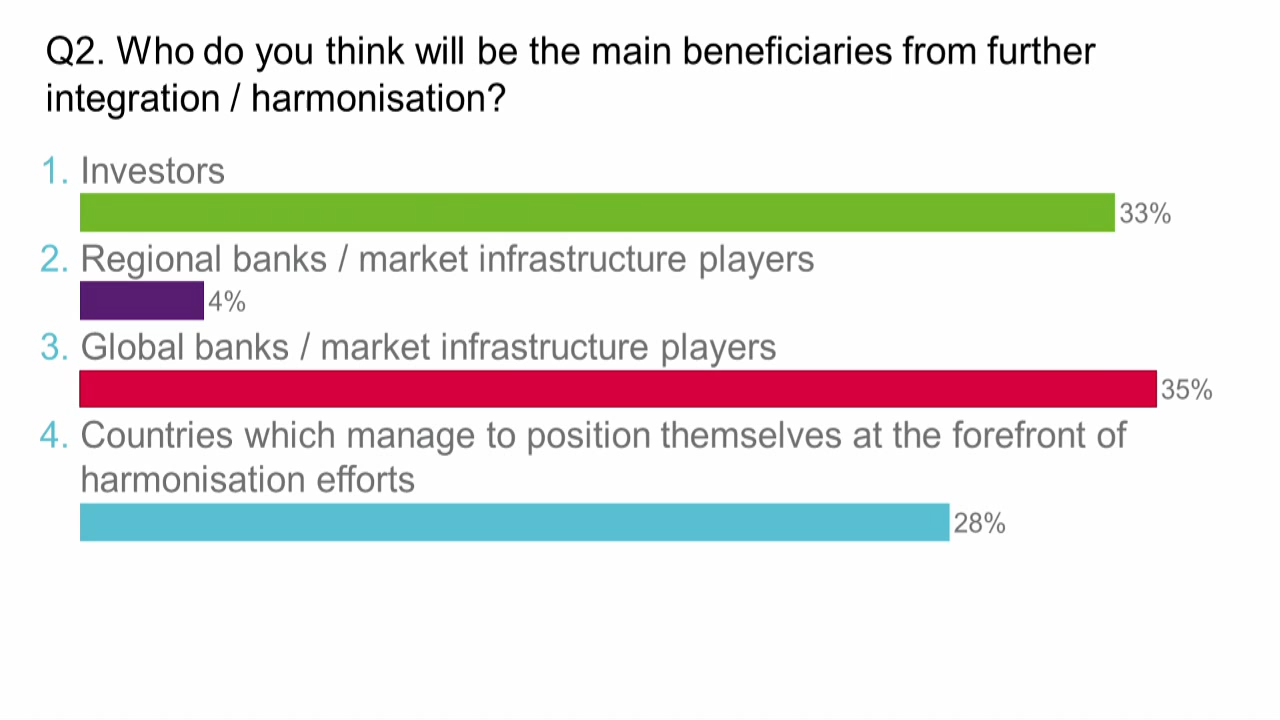 Q2. Who do you think will be the main beneficiaries from further
integration / harmonisation?
1. Investors
33%
2. Regional banks / market infrastructure players
4%
3. Global banks / market infrastructure players
35%
4. Countries which manage to position themselves at the forefront of
harmonisation efforts
28%